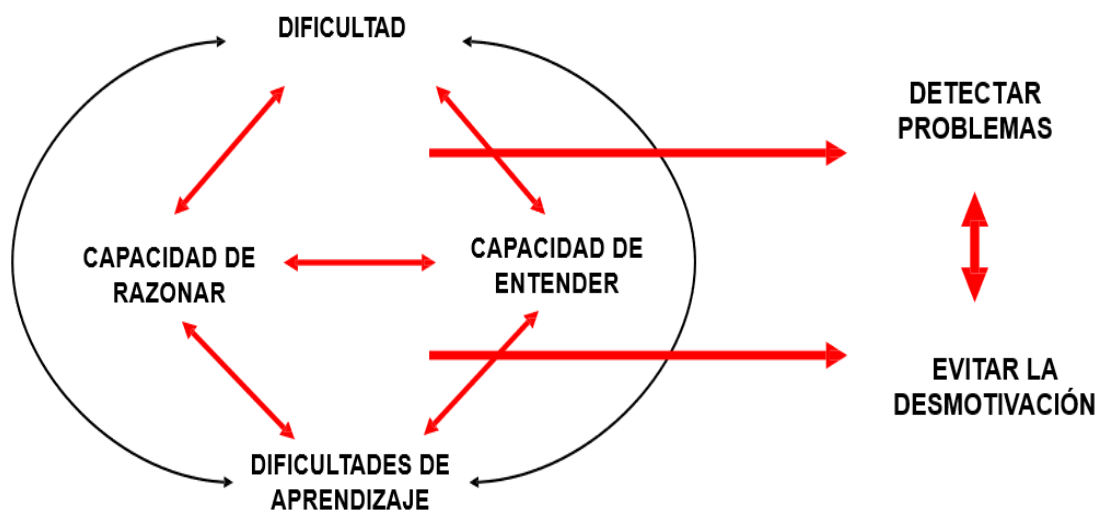 DIFICULTAD
DETECTAR
PROBLEMAS
CAPACIDAD DE
RAZONAR
CAPACIDAD DE
ENTENDER
EVITAR LA
DESMOTIVACIÓN
DIFICULTADES DE
APRENDIZAJE